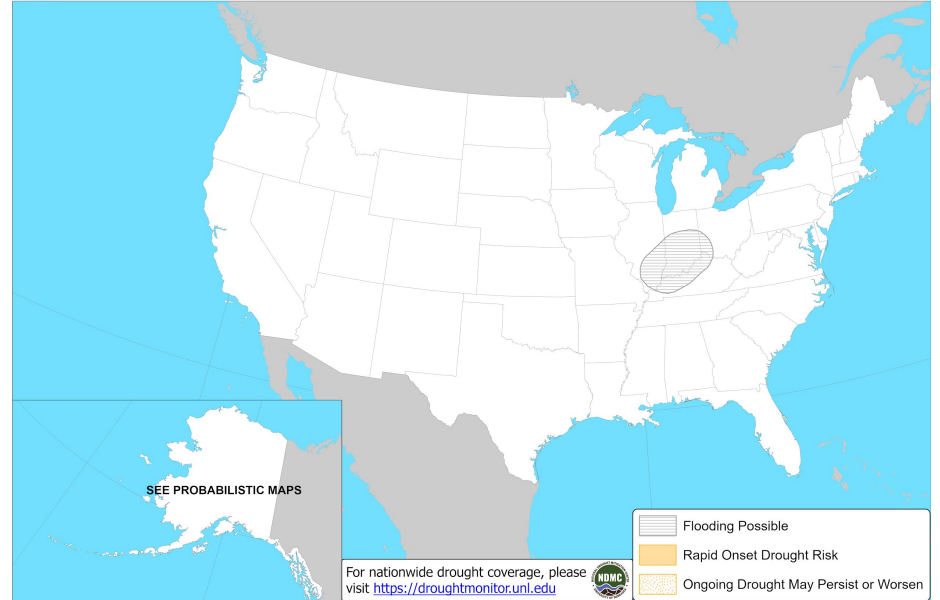 SEE PROBABILISTIC MAPS
For nationwide drought coverage, please
visit https://droughtmonitor.unl.edu
NDMC
Flooding Possible
Rapid Onset Drought Risk
Ongoing Drought May Persist or Worsen